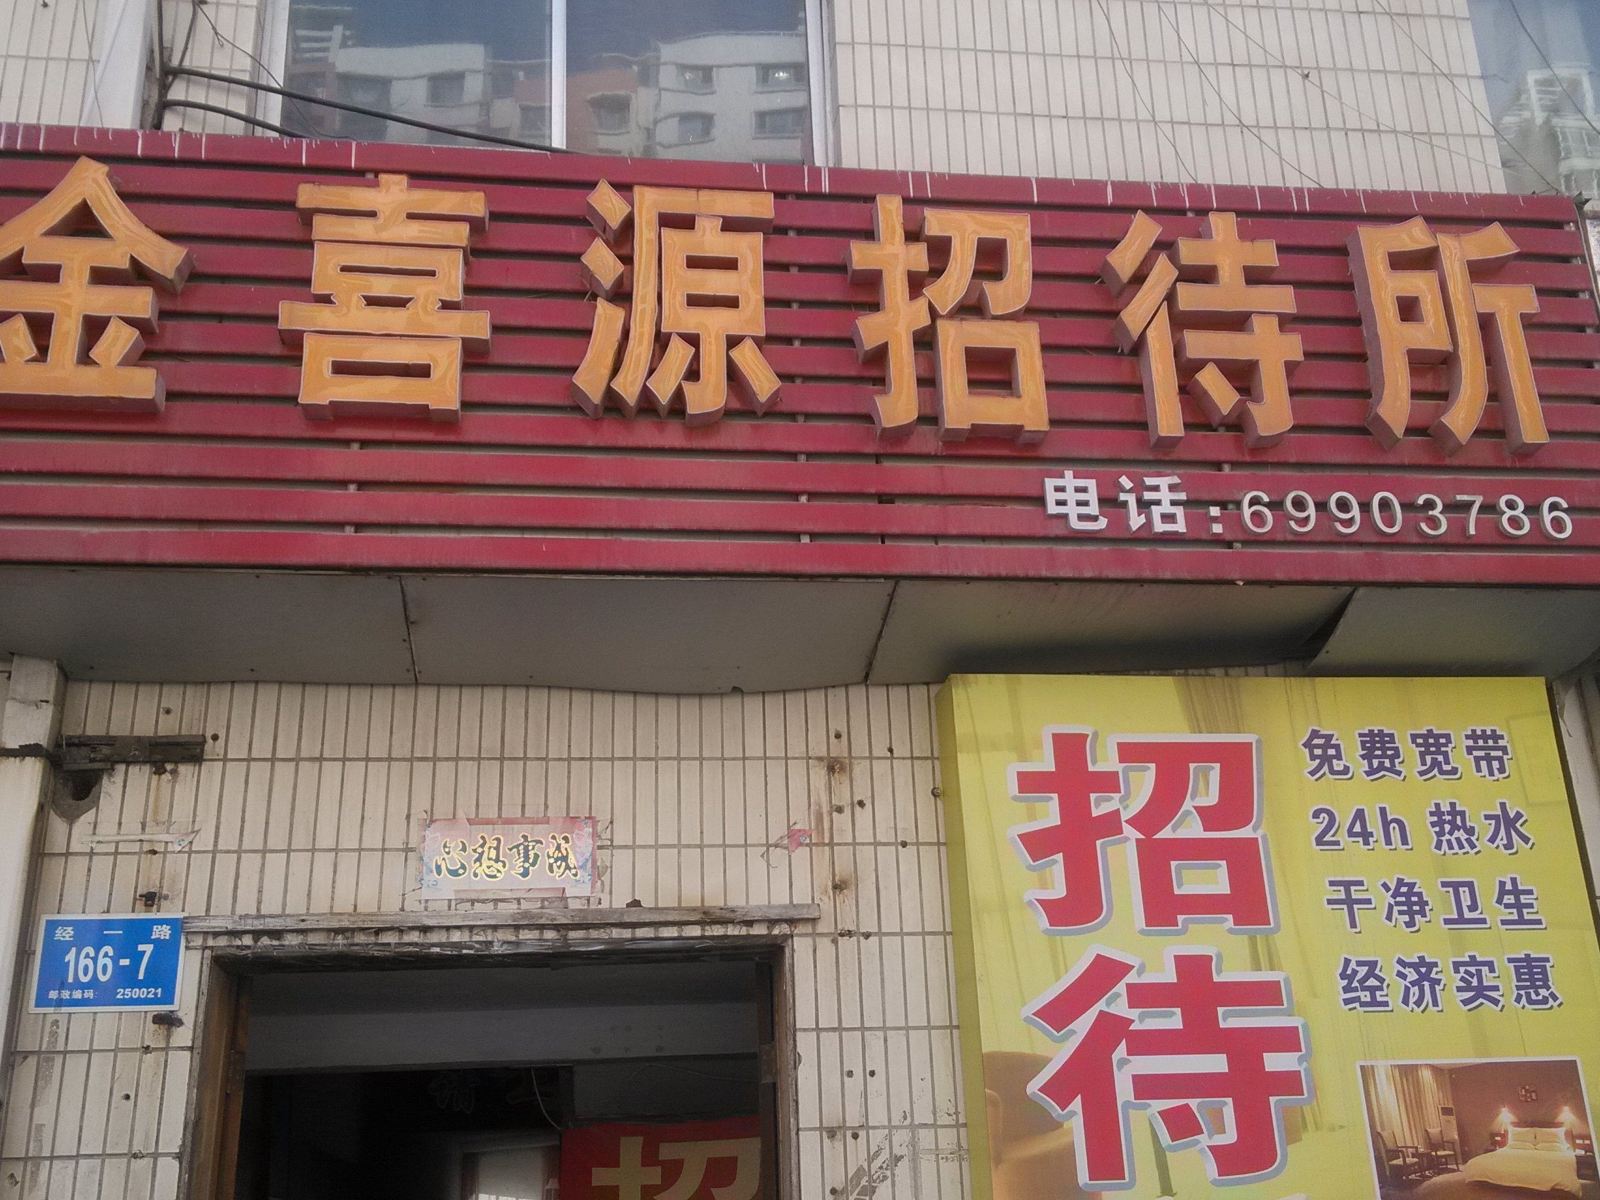 金喜源招待所
电话:69903786
心想事成
经一路
166-7
邮政编码: 250021
招待
免费宽带
24h 热水
干净卫生
经济实惠
招